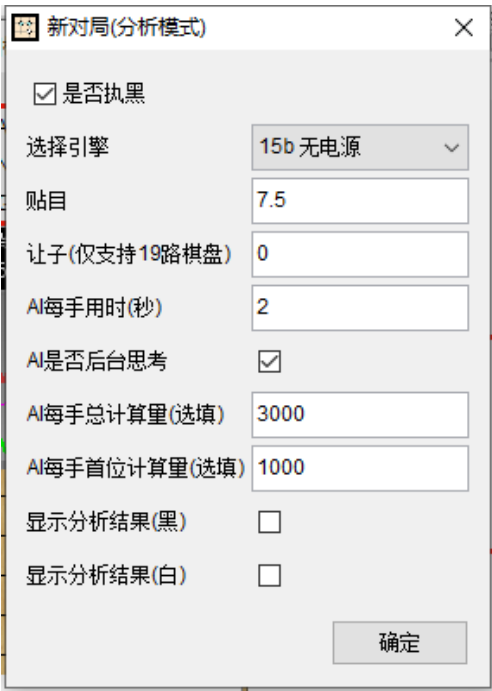 新对局(分析模式)
是否执黑
选择引擎 15b 无电源
贴目 7.5
让子(仅支持19路棋盘) 0
AI每手用时(秒) 2
AI是否后台思考
AI每手总计算量(选填) 3000
AI每手首位计算量(选填) 1000
显示分析结果(黑)
显示分析结果(白)
确定